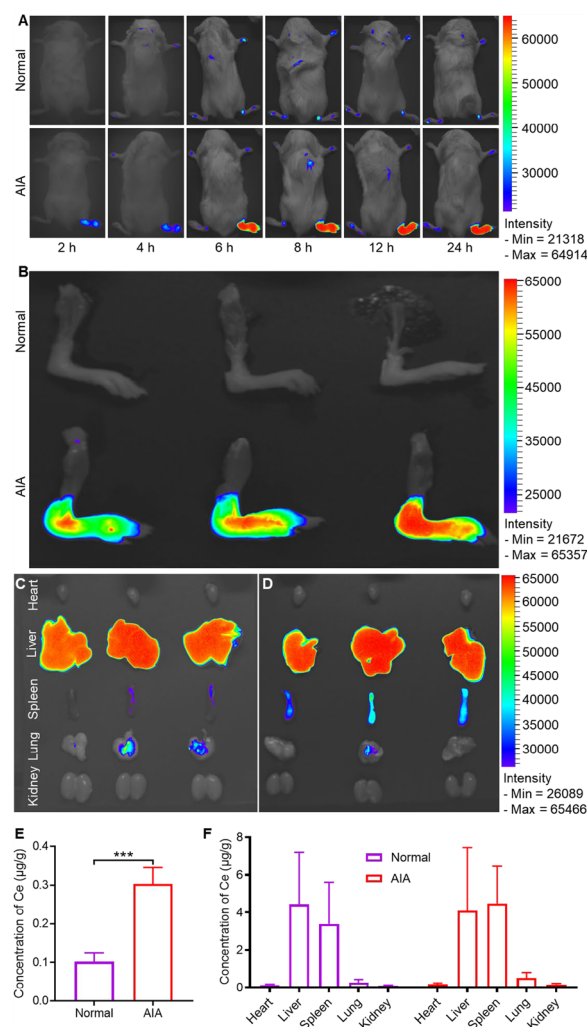 A
Normal
AIA
2 h 4 h 6 h 8 h 12 h 24 h
60000
50000
40000
30000
Intensity
- Min = 21318
- Max = 64914
B
Normal
AIA
65000
55000
45000
35000
25000
Intensity
- Min = 21672
- Max = 65357
C
D
Heart
Liver
Spleen
Lung
Kidney
60000
50000
40000
30000
Intensity
- Min = 26089
- Max = 65466
E
Concentration of Ce (µg/g)
0.4
0.3
0.2
0.1
0.0
***
Normal AIA
F
Concentration of Ce (µg/g)
8
6
4
2
0
Normal
AIA
Heart Liver Spleen Lung Kidney Heart Liver Spleen Lung Kidney